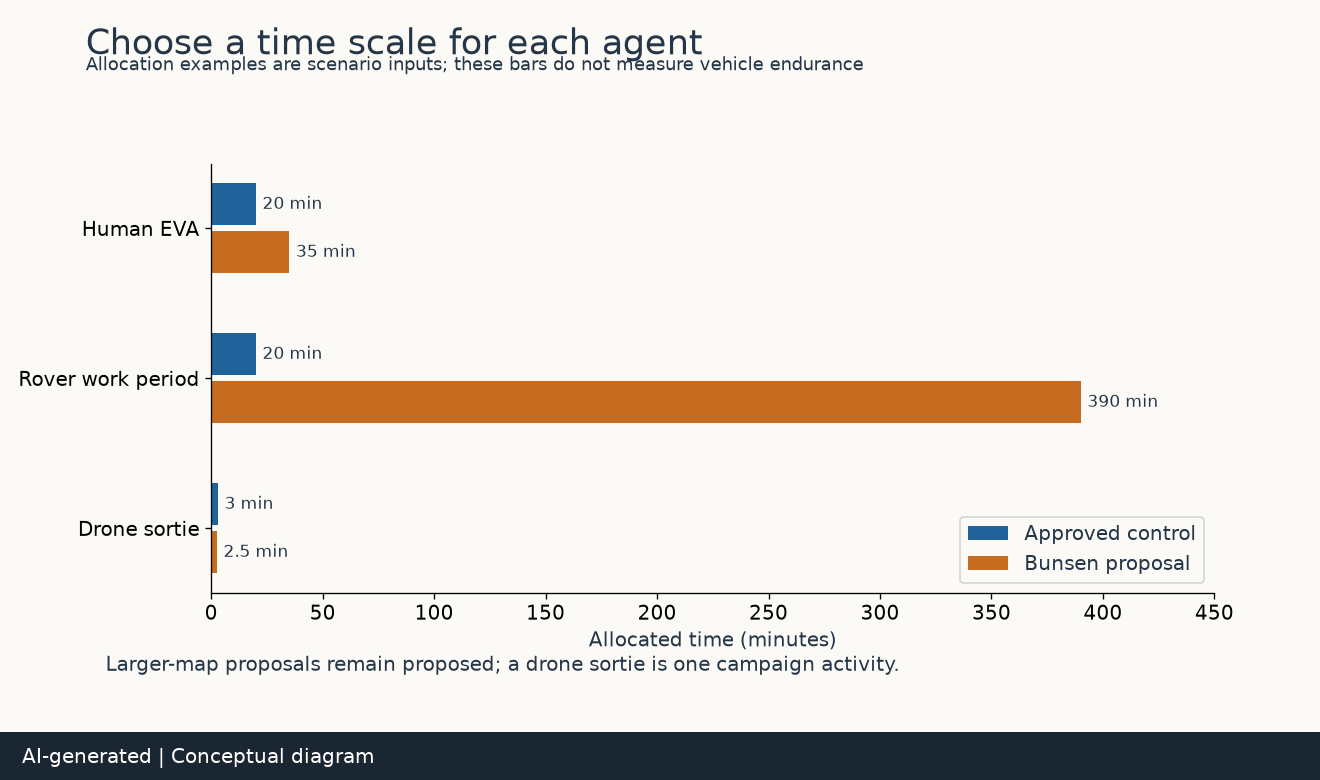 Choose a time scale for each agent
Allocation examples are scenario inputs; these bars do not measure vehicle endurance
Human EVA
20 min
35 min
Rover work period
20 min
390 min
Drone sortie
3 min
2.5 min
Approved control
Bunsen proposal
0 50 100 150 200 250 300 350 400 450
Allocated time (minutes)
Larger-map proposals remain proposed; a drone sortie is one campaign activity.
AI-generated | Conceptual diagram